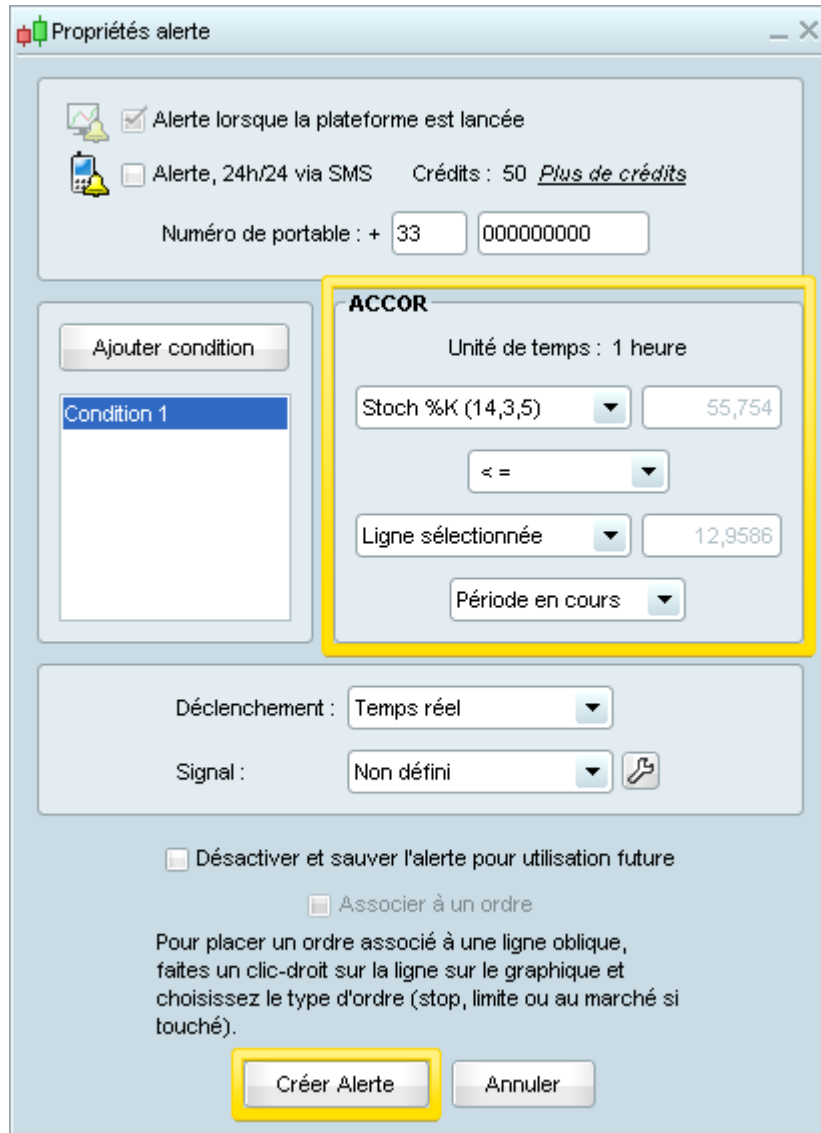 Propriétés alerte
Alerte lorsque la plateforme est lancée
Alerte, 24h/24 via SMS Crédits : 50 Plus de crédits
Numéro de portable : + 33 000000000
Ajouter condition
Condition 1
ACCOR
Unité de temps : 1 heure
Stoch %K (14,3,5) 55,754
< =
Ligne sélectionnée 12,9586
Période en cours
Déclenchement : Temps réel
Signal : Non défini
Désactiver et sauver l'alerte pour utilisation future
Associer à un ordre
Pour placer un ordre associé à une ligne oblique,
faites un clic-droit sur la ligne sur le graphique et
choisissez le type d'ordre (stop, limite ou au marché si
touché).
Créer Alerte Annuler